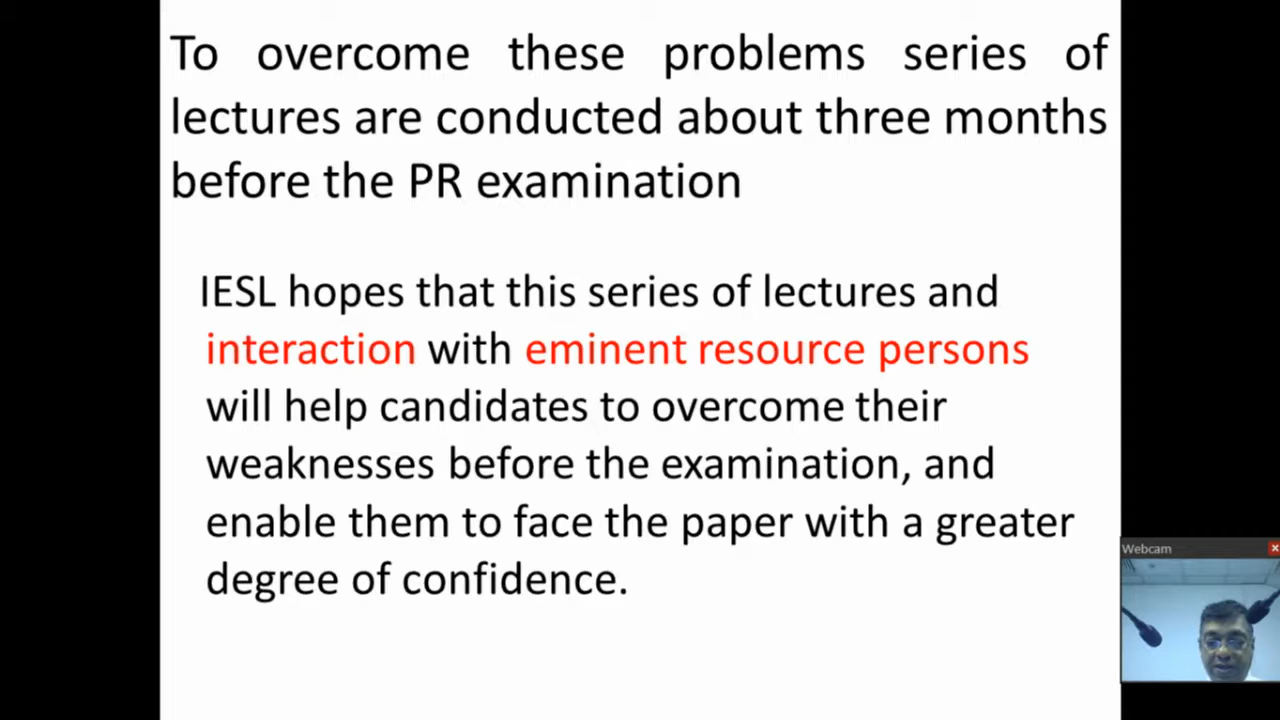 To overcome these problems series of
lectures are conducted about three months
before the PR examination
IESL hopes that this series of lectures and
interaction with eminent resource persons
will help candidates to overcome their
weaknesses before the examination, and
enable them to face the paper with a greater
degree of confidence.
Webcam